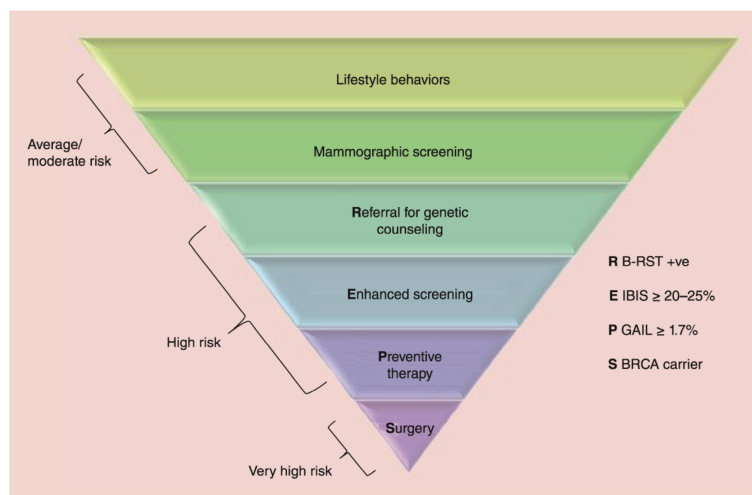 Lifestyle behaviors
Mammographic screening
Average/
moderate risk
Referral for genetic
counseling
Enhanced screening
High risk
Preventive
therapy
Surgery
Very high risk
R B-RST +ve
E IBIS ≥ 20–25%
P GAIL ≥ 1.7%
S BRCA carrier